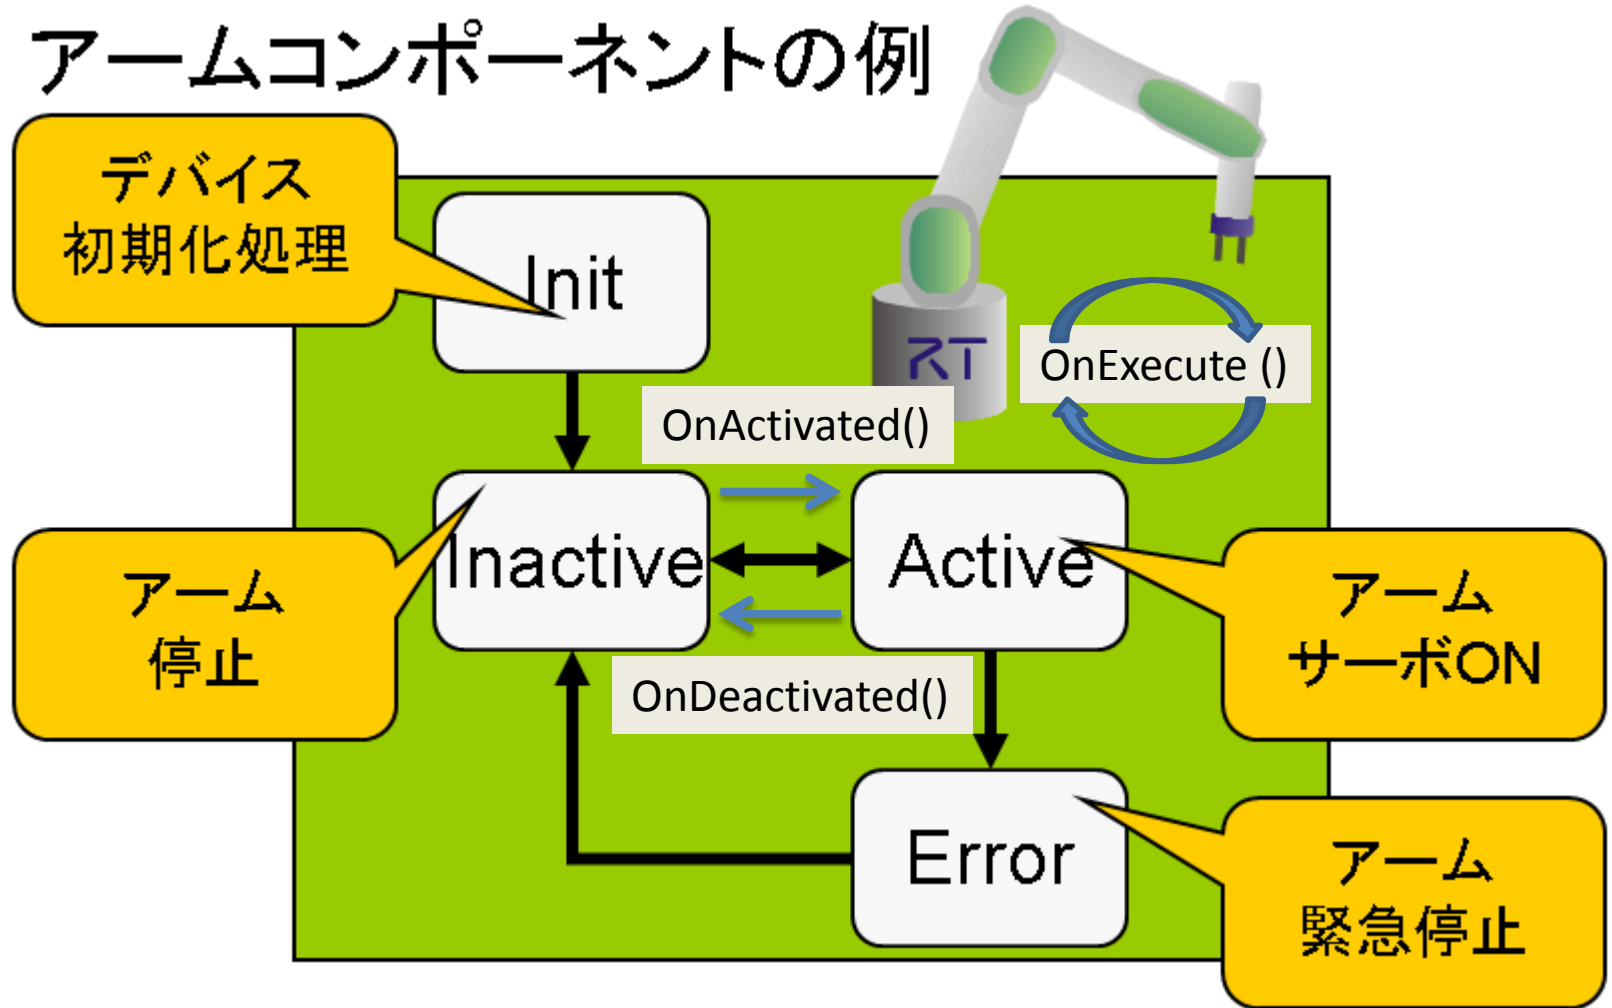 アームコンポーネントの例
デバイス
初期化処理
Init
RT
OnExecute ()
OnActivated()
Inactive
Active
アーム
停止
アーム
サーボON
OnDeactivated()
Error
アーム
緊急停止